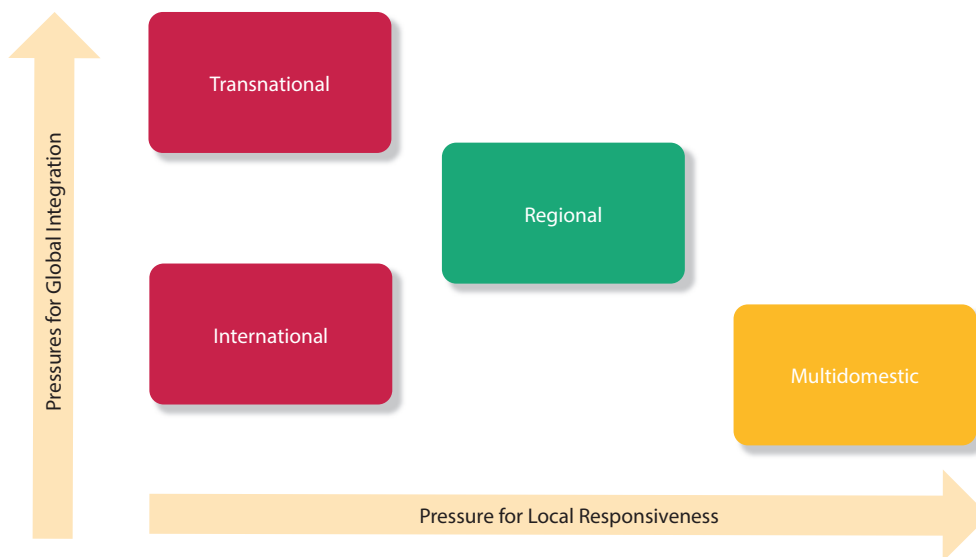 Pressures for Global Integration
Transnational
Regional
International
Multidomestic
Pressure for Local Responsiveness